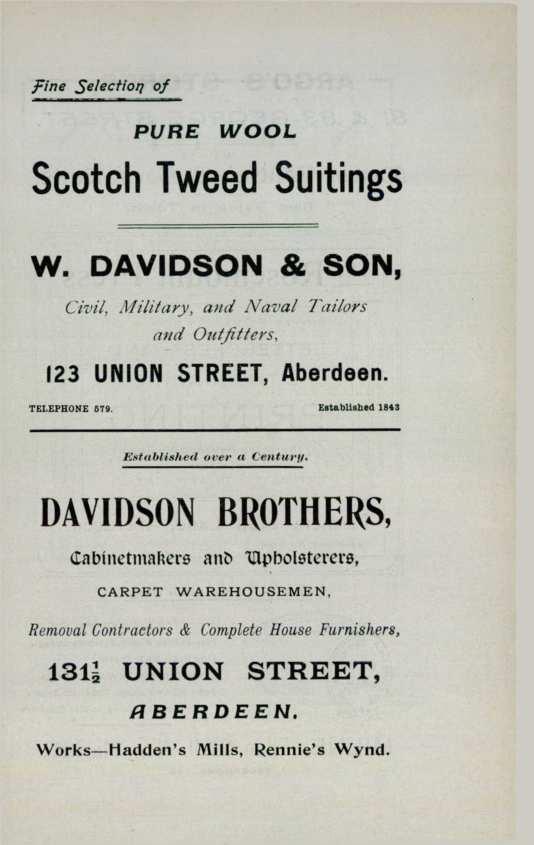 Fine Selection of
PURE WOOL
Scotch Tweed Suitings
W. DAVIDSON & SON,
Civil, Military, and Naval Tailors
and Outfitters,
123 UNION STREET, Aberdeen.
TELEPHONE 579. Established 1843
Established over a Century.
DAVIDSON BROTHERS,
Cabinetmakers and Upholsterers,
CARPET WAREHOUSEMEN,
Removal Contractors & Complete House Furnishers,
131½ UNION STREET,
ABERDEEN.
Works—Hadden's Mills, Rennie's Wynd.